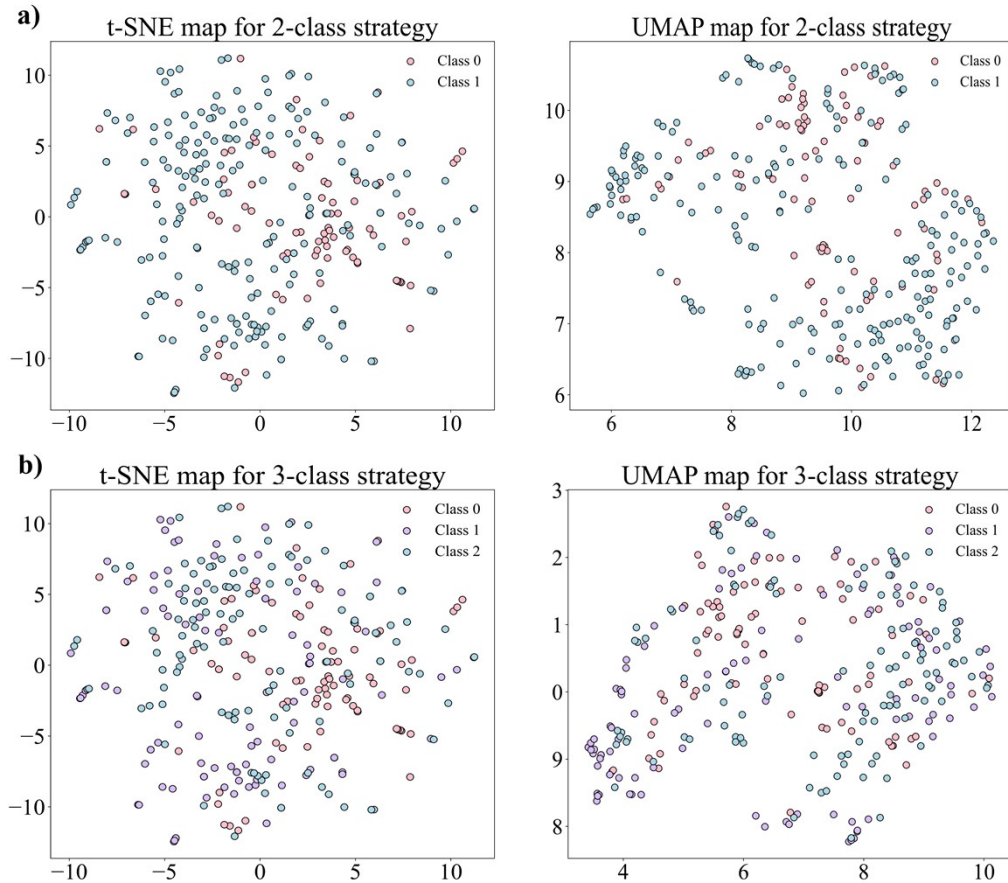 a)
t-SNE map for 2-class strategy
Class 0
Class 1
10
5
0
−5
−10
−10 −5 0 5 10
UMAP map for 2-class strategy
Class 0
Class 1
10
9
8
7
6
6 8 10 12
b)
t-SNE map for 3-class strategy
Class 0
Class 1
Class 2
10
5
0
−5
−10
−10 −5 0 5 10
UMAP map for 3-class strategy
Class 0
Class 1
Class 2
3
2
1
0
9
8
4 6 8 10